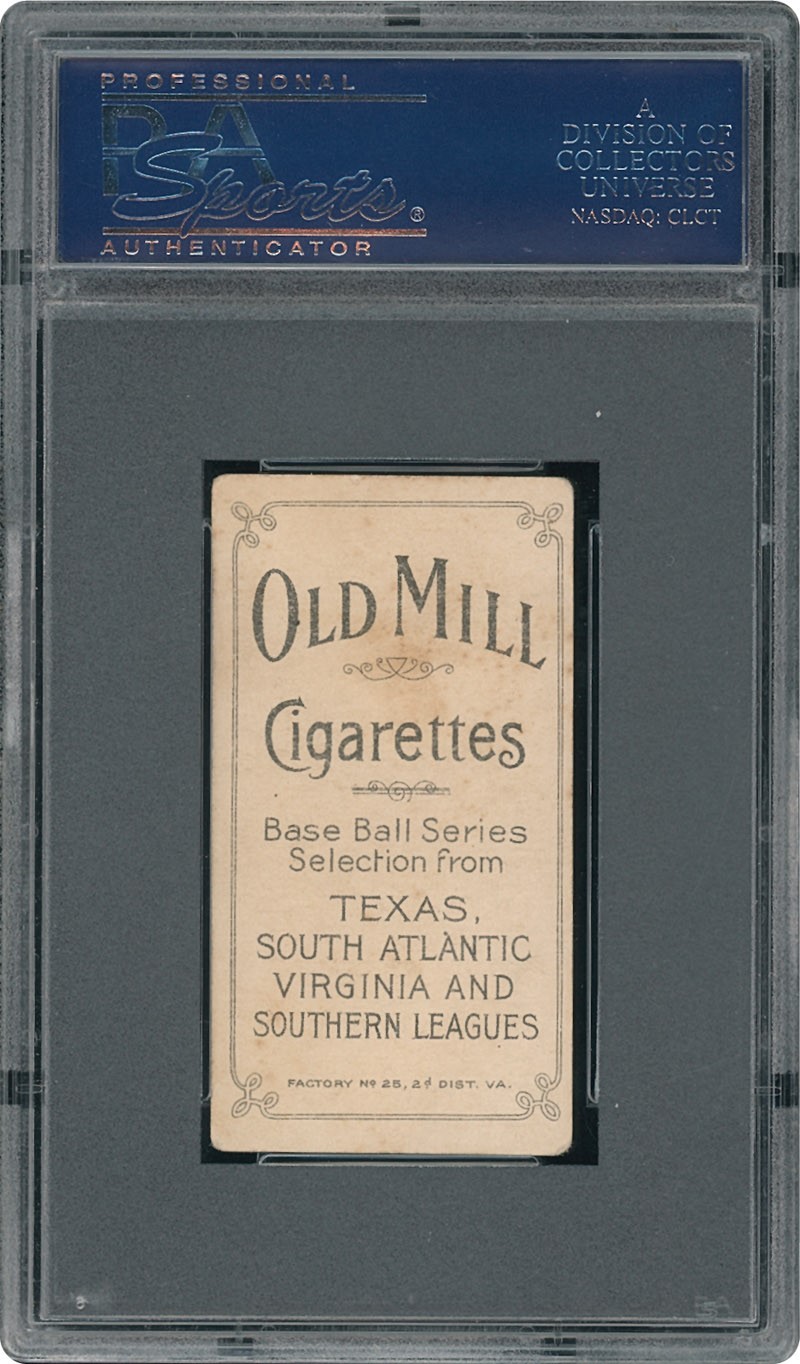 PROFESSIONAL
PSA
Sports®
AUTHENTICATOR
A
DIVISION OF
COLLECTORS
UNIVERSE
NASDAQ: CLCT
OLD MILL
Cigarettes
Base Ball Series
Selection from
TEXAS,
SOUTH ATLANTIC
VIRGINIA AND
SOUTHERN LEAGUES
FACTORY Nº 25, 2d DIST. VA.